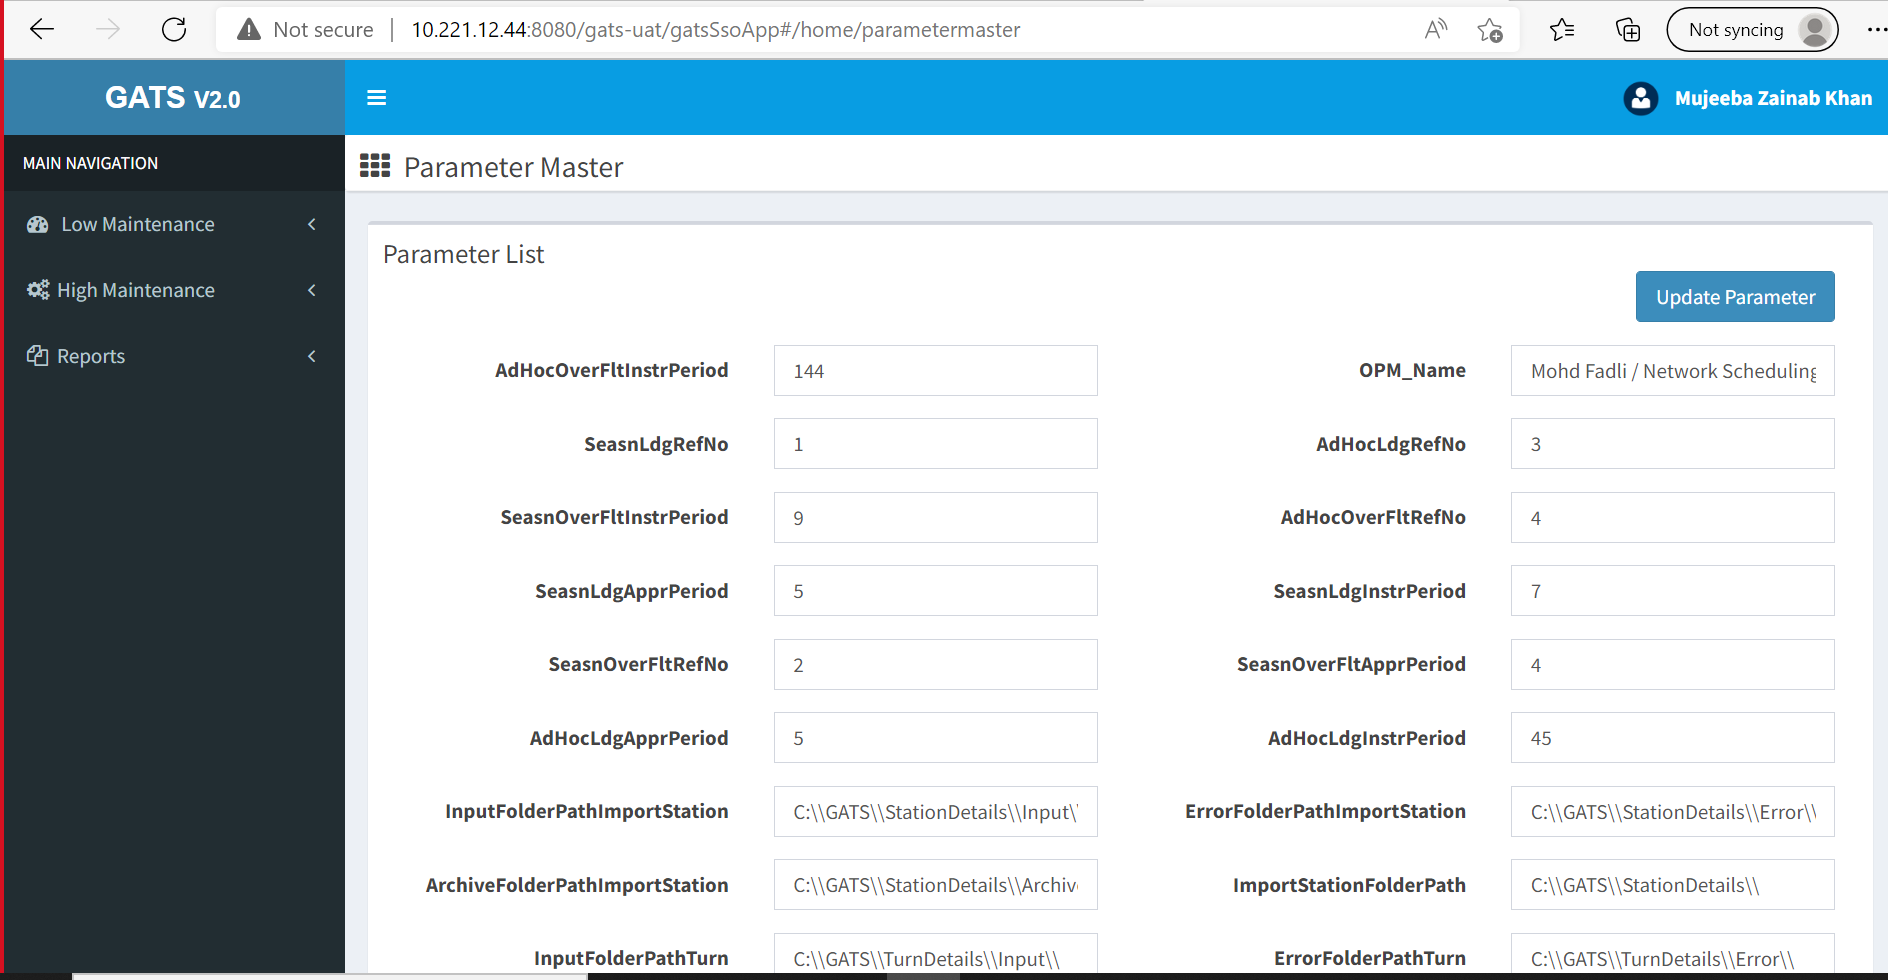 Not secure | 10.221.12.44:8080/gats-uat/gatsSsoApp#/home/parametermaster A Not syncing
GATS V2.0
Mujeeba Zainab Khan
MAIN NAVIGATION
Parameter Master
Low Maintenance
High Maintenance
Reports
Parameter List
Update Parameter
AdHocOverFltInstrPeriod 144 OPM_Name Mohd Fadli / Network Scheduling
SeasnLdgRefNo 1 AdHocLdgRefNo 3
SeasnOverFltInstrPeriod 9 AdHocOverFltRefNo 4
SeasnLdgApprPeriod 5 SeasnLdgInstrPeriod 7
SeasnOverFltRefNo 2 SeasnOverFltApprPeriod 4
AdHocLdgApprPeriod 5 AdHocLdgInstrPeriod 45
InputFolderPathImportStation C:\\GATS\\StationDetails\\Input\ ErrorFolderPathImportStation C:\\GATS\\StationDetails\\Error\\
ArchiveFolderPathImportStation C:\\GATS\\StationDetails\\Archiv ImportStationFolderPath C:\\GATS\\StationDetails\\
InputFolderPathTurn C:\\GATS\\TurnDetails\\Input\\ ErrorFolderPathTurn C:\\GATS\\TurnDetails\\Error\\